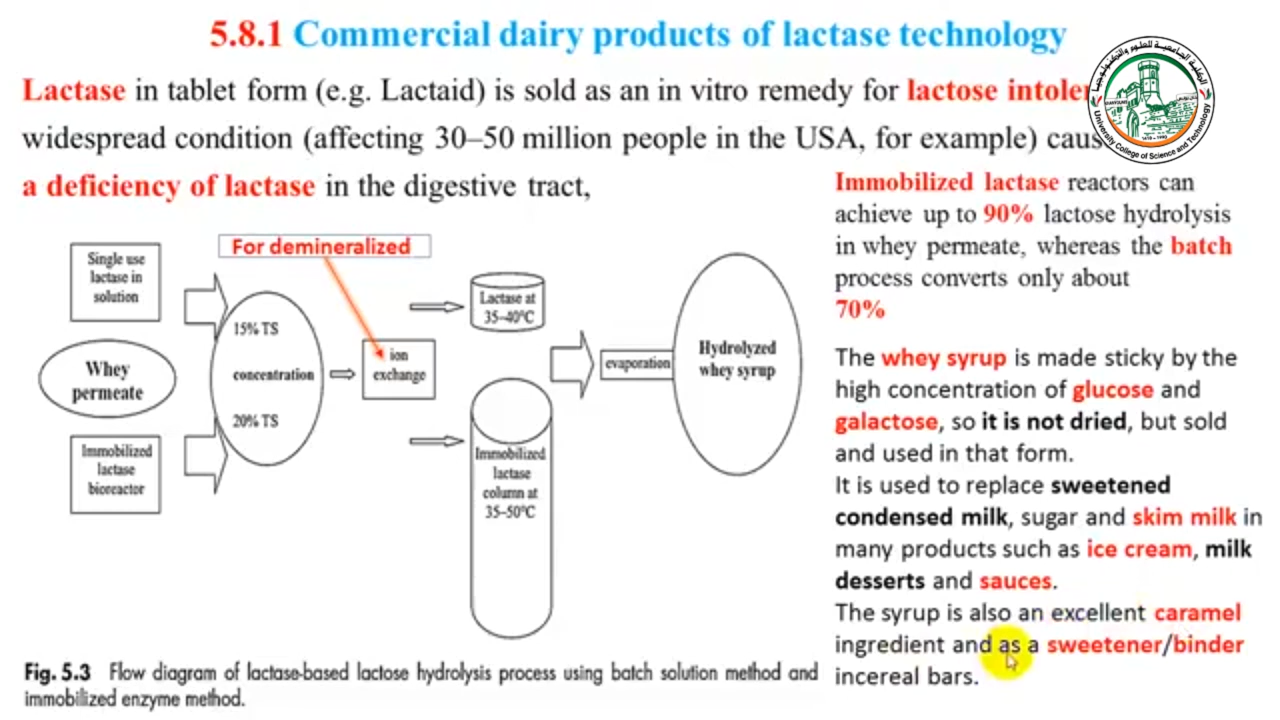 5.8.1 Commercial dairy products of lactase technology
Lactase in tablet form (e.g. Lactaid) is sold as an in vitro remedy for lactose
widespread condition (affecting 30–50 million people in the USA, for example)
a deficiency of lactase in the digestive tract,
For demineralized
Single use
lactase in
solution
Whey
permeate
Immobilized
lactase
bioreactor
15% TS
concentration
20% TS
ion
exchange
Lactase at
35–40°C
Immobilized
lactase
column at
35–50°C
evaporation
Hydrolyzed
whey syrup
Fig. 5.3 Flow diagram of lactase-based lactose hydrolysis process using batch solution method and
immobilized enzyme method.
Immobilized lactase reactors can
achieve up to 90% lactose hydrolysis
in whey permeate, whereas the batch
process converts only about
70%
The whey syrup is made sticky by the
high concentration of glucose and
galactose, so it is not dried, but sold
and used in that form.
It is used to replace sweetened
condensed milk, sugar and skim milk in
many products such as ice cream, milk
desserts and sauces.
The syrup is also an excellent caramel
ingredient and as a sweetener/binder
incereal bars.
University College of Science and Technology